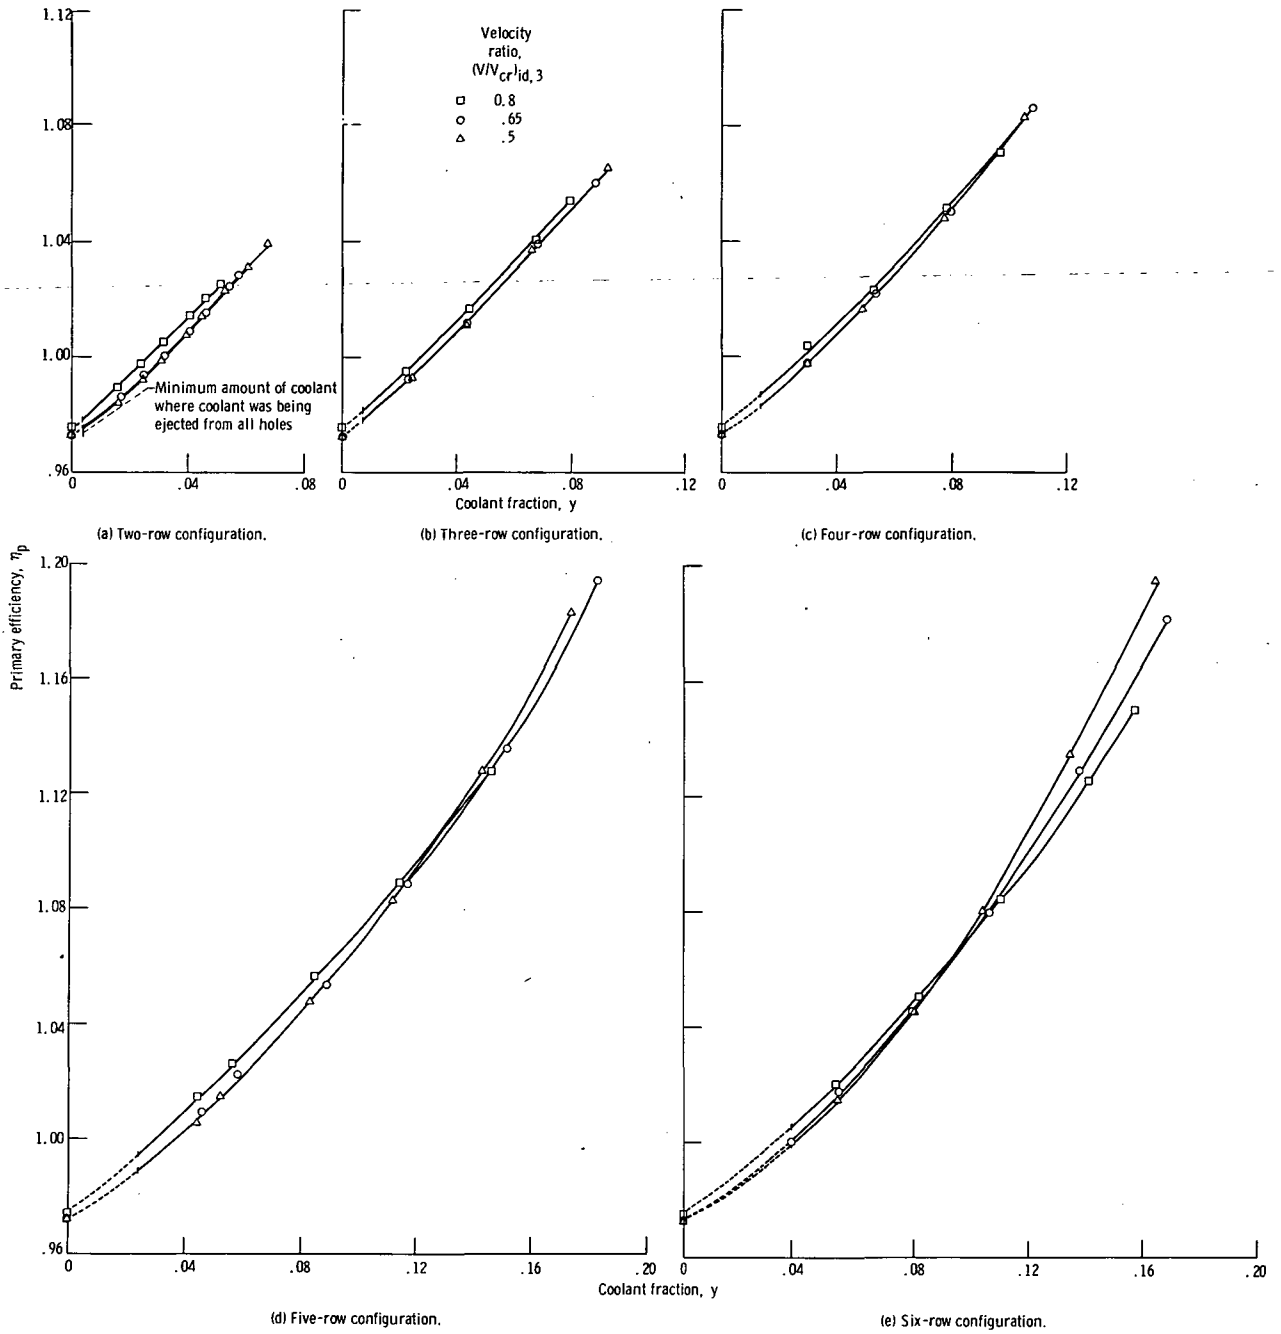 1.12
1.08
1.04
1.00
.96
Velocity
ratio,
(V/Vcr)id, 3
0.8
.65
.5
Minimum amount of coolant
where coolant was being
ejected from all holes
0 .04 .08
0 .04 .08 .12
0 .04 .08 .12
Coolant fraction, y
(a) Two-row configuration.
(b) Three-row configuration.
(c) Four-row configuration.
Primary efficiency, ηp
1.20
1.16
1.12
1.08
1.04
1.00
.96
0 .04 .08 .12 .16 .20
0 .04 .08 .12 .16 .20
Coolant fraction, y
(d) Five-row configuration.
(e) Six-row configuration.